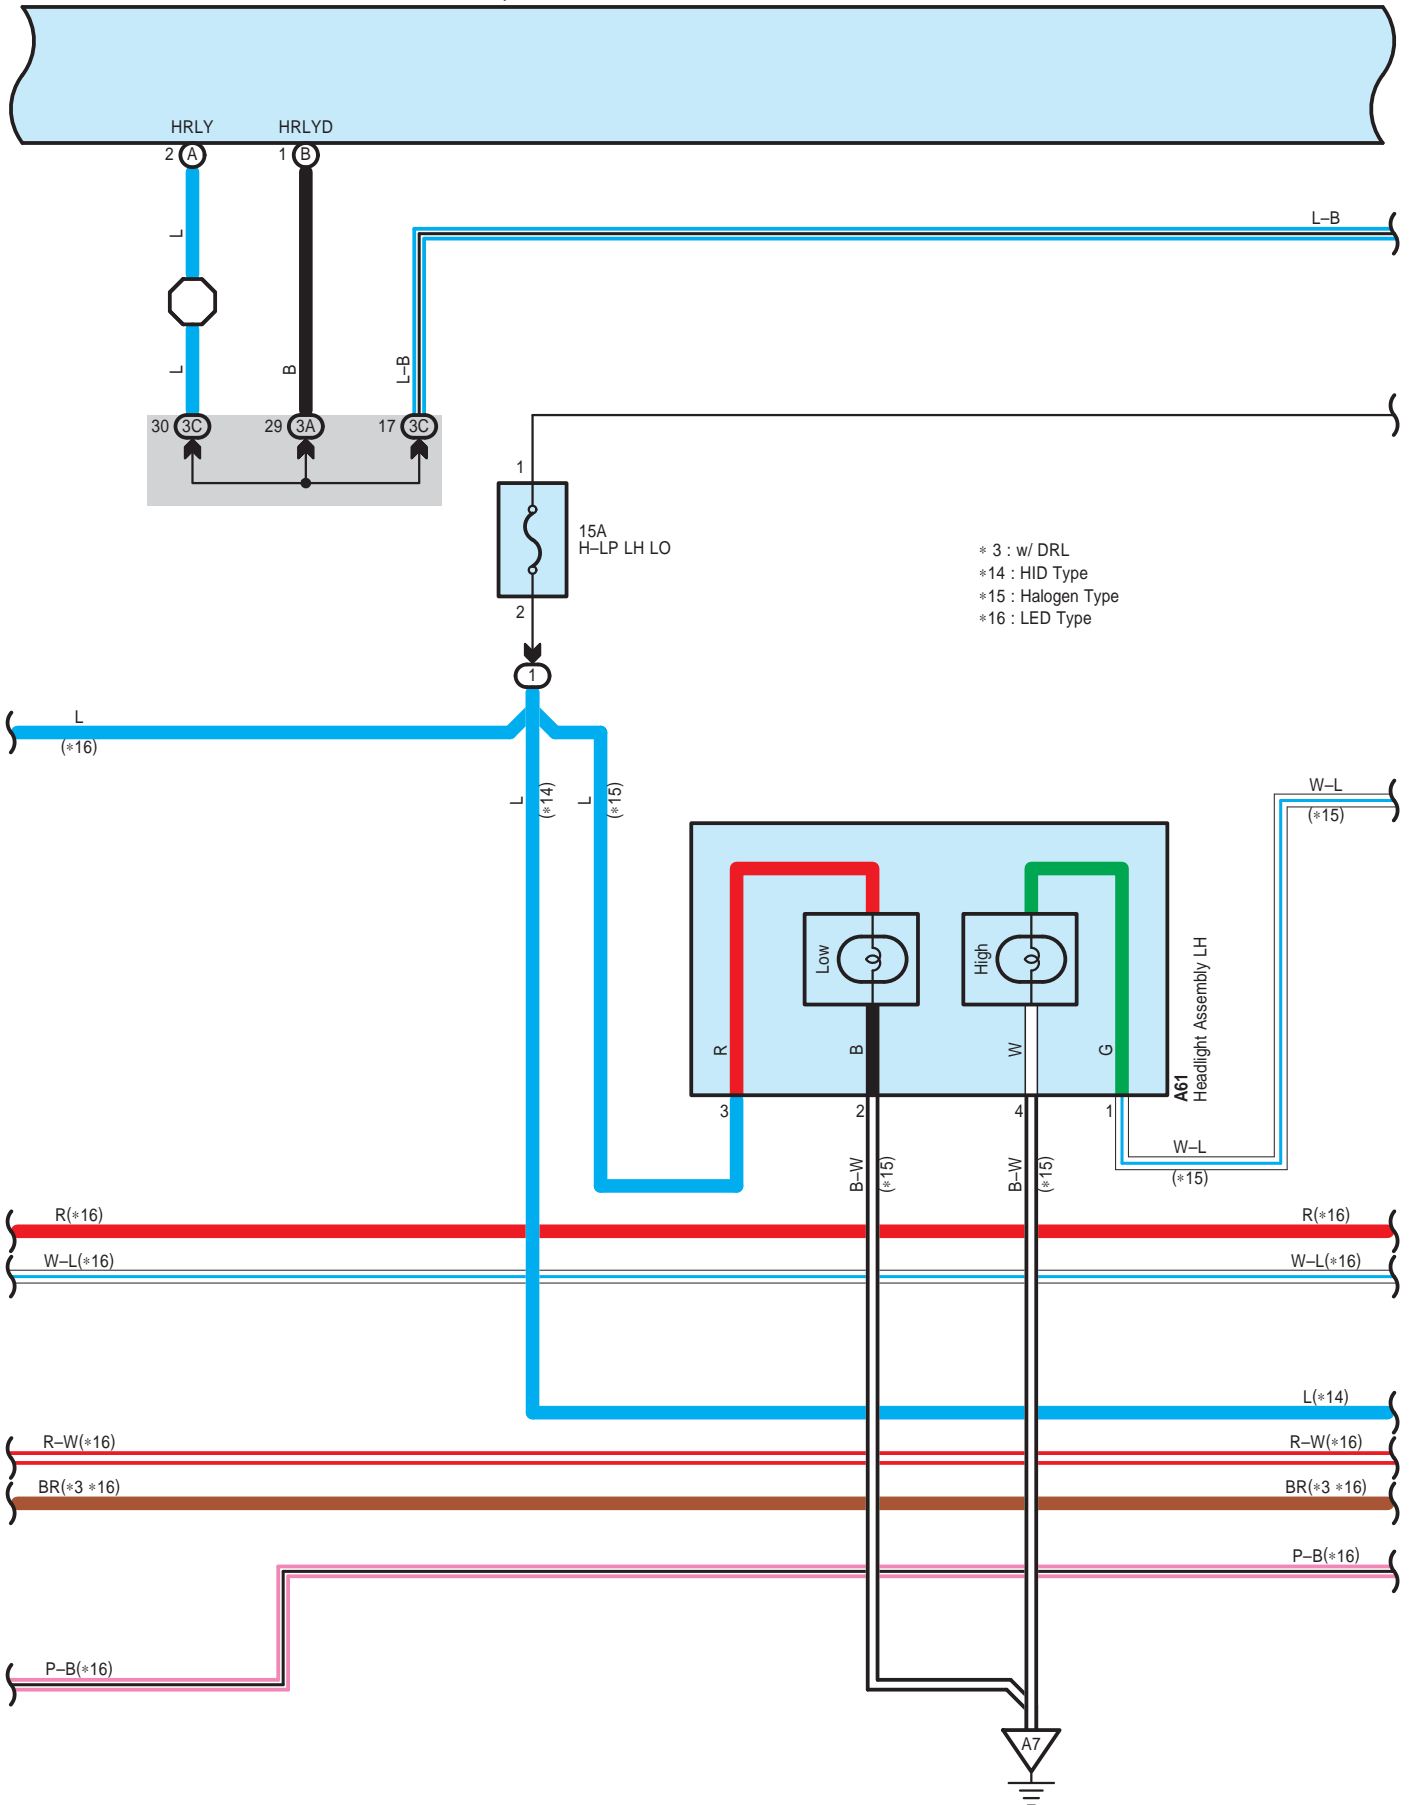 HRLY
HRLYD
2
A
1
B
L
L–B
L
B
L–B
30
3C
29
3A
17
3C
1
15A
H–LP LH LO
2
1
∗ 3 : w/ DRL
∗14 : HID Type
∗15 : Halogen Type
∗16 : LED Type
L
(∗16)
L
(∗14)
L
(∗15)
W–L
(∗15)
Low
High
R
B
W
G
A61
Headlight Assembly LH
3
2
4
1
B–W
(∗15)
B–W
(∗15)
W–L
(∗15)
R(∗16)
R(∗16)
W–L(∗16)
W–L(∗16)
L(∗14)
R–W(∗16)
R–W(∗16)
BR(∗3 ∗16)
BR(∗3 ∗16)
P–B(∗16)
P–B(∗16)
A7